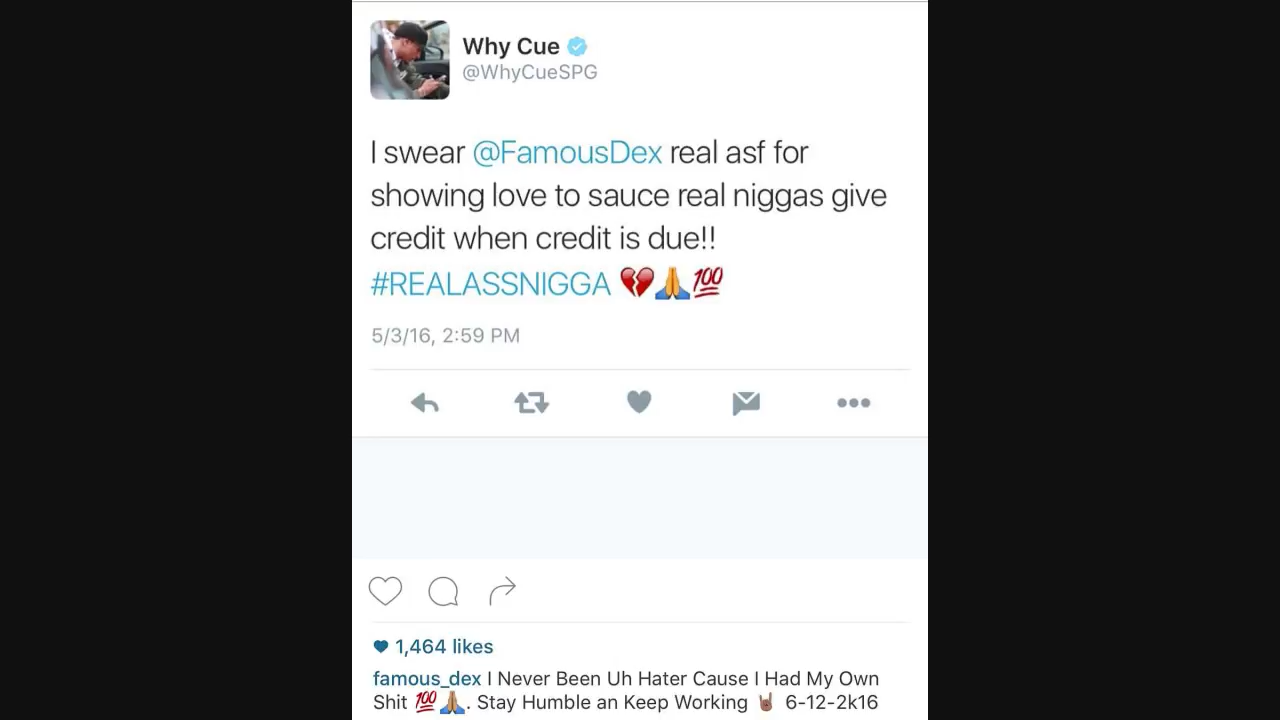 Why Cue
@WhyCueSPG
I swear @FamousDex real asf for
showing love to sauce real niggas give
credit when credit is due!!
#REALASSNIGGA 💔🙏💯
5/3/16, 2:59 PM
1,464 likes
famous_dex I Never Been Uh Hater Cause I Had My Own
Shit 💯🙏🏽. Stay Humble an Keep Working 🤘🏾 6-12-2k16